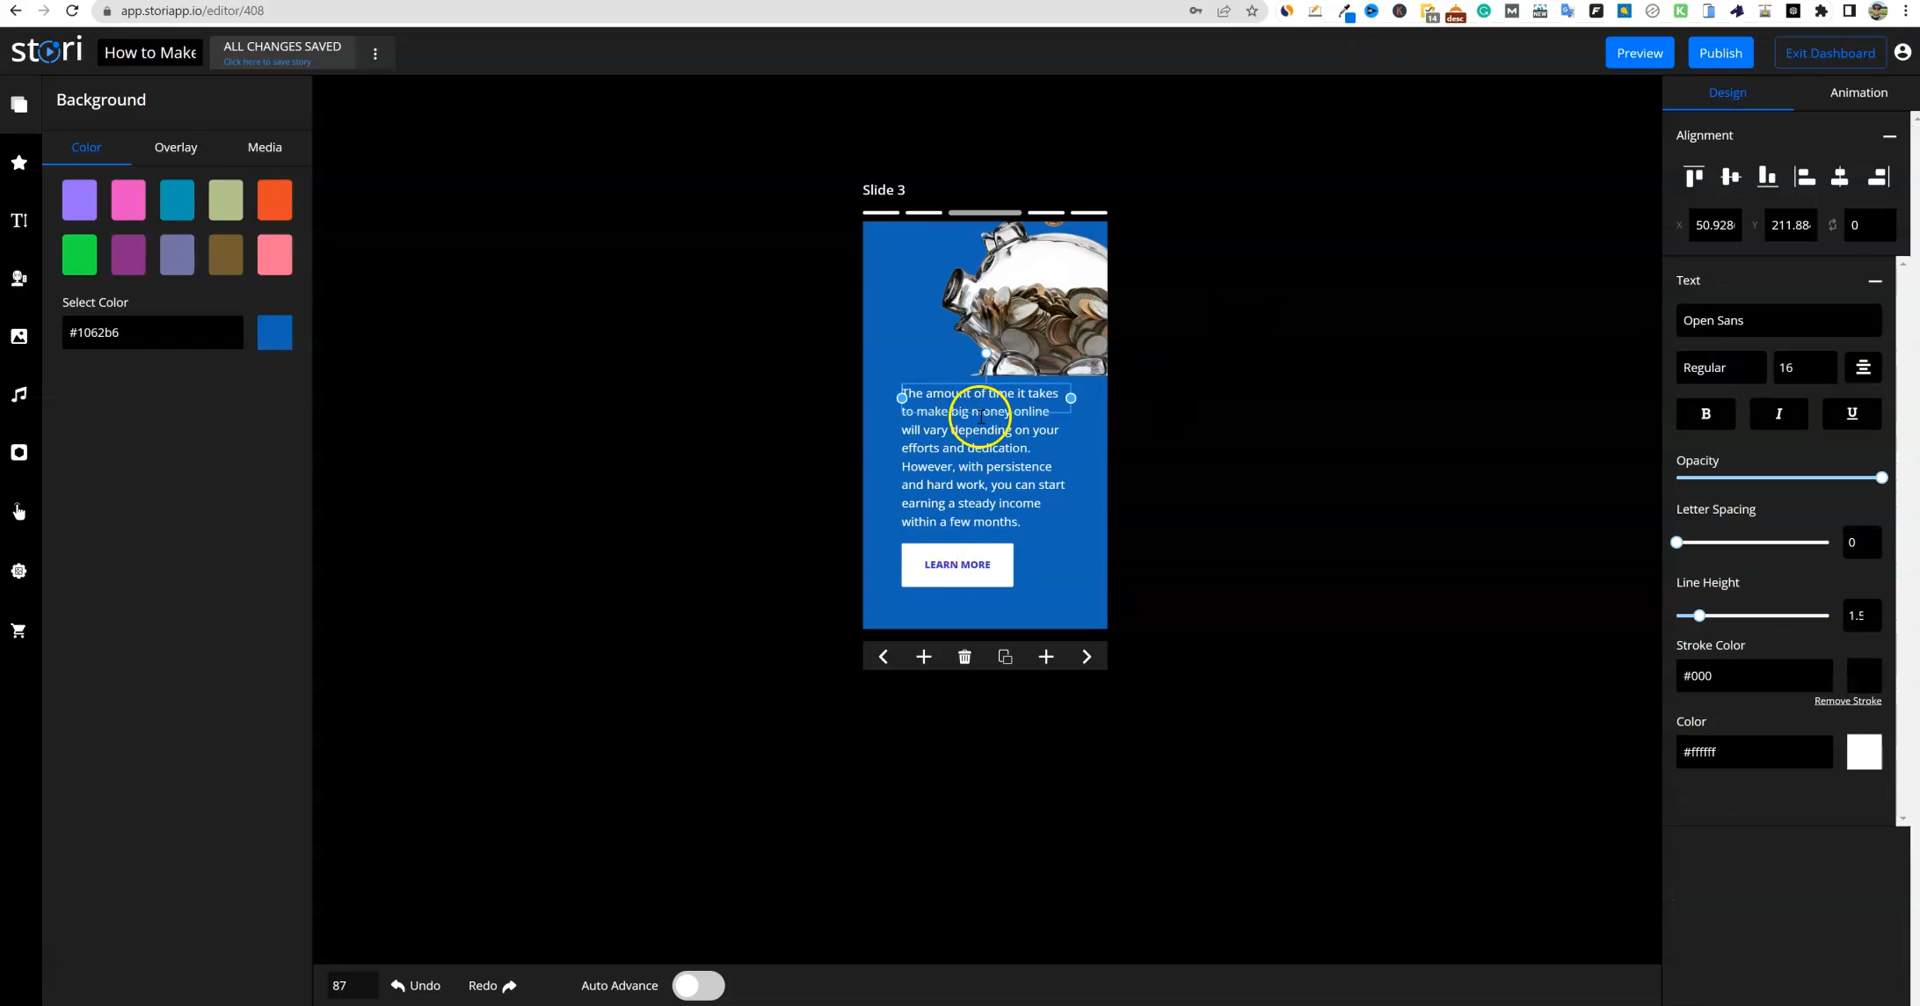 app.storiapp.io/editor/408
stori
How to Make
ALL CHANGES SAVED
Click here to save story
Preview
Publish
Exit Dashboard
Background
Color
Overlay
Media
Select Color
#1062b6
Slide 3
The amount of time it takes
to make big money online
will vary depending on your
efforts and dedication.
However, with persistence
and hard work, you can start
earning a steady income
within a few months.
LEARN MORE
Design
Animation
Alignment
X 50.928
Y 211.88
0
Text
Open Sans
Regular
16
B
I
U
Opacity
Letter Spacing
0
Line Height
1.5
Stroke Color
#000
Remove Stroke
Color
#ffffff
87
Undo
Redo
Auto Advance